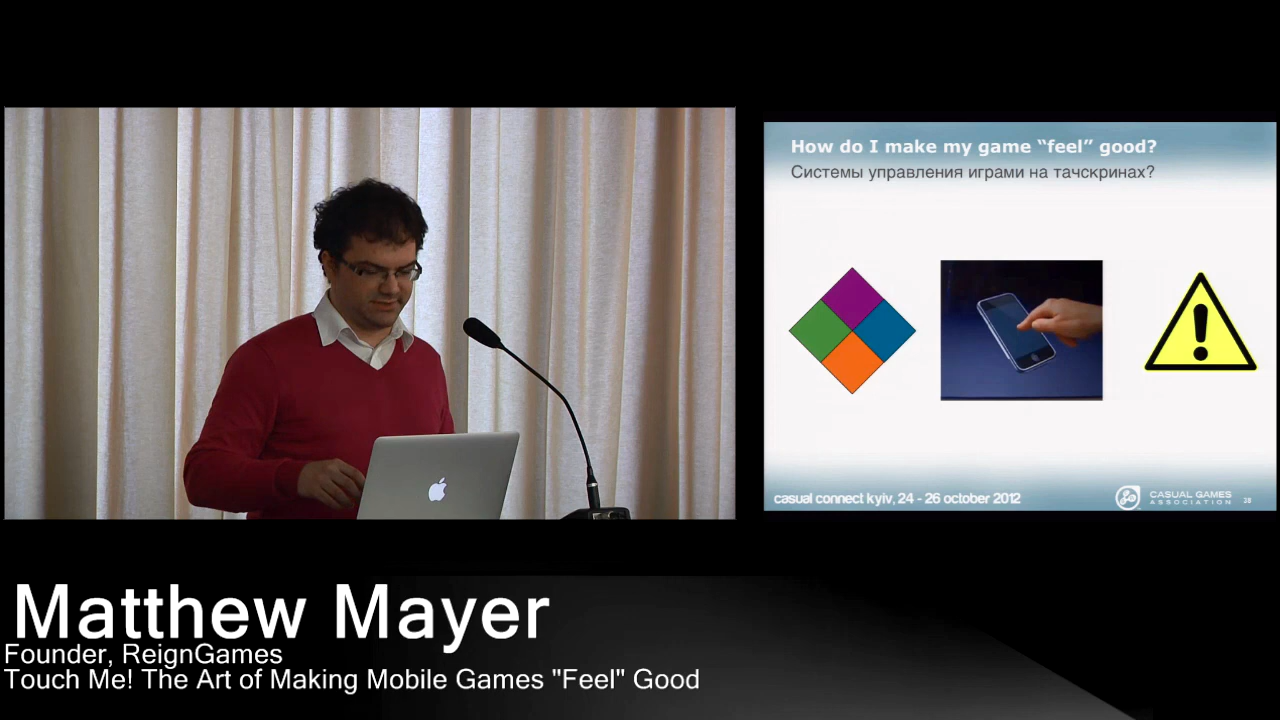 How do I make my game “feel” good?
Системы управления играми на тачскринах?
casual connect kyiv, 24 - 26 october 2012
CASUAL GAMES
ASSOCIATION
28
Matthew Mayer
Founder, ReignGames
Touch Me! The Art of Making Mobile Games "Feel" Good